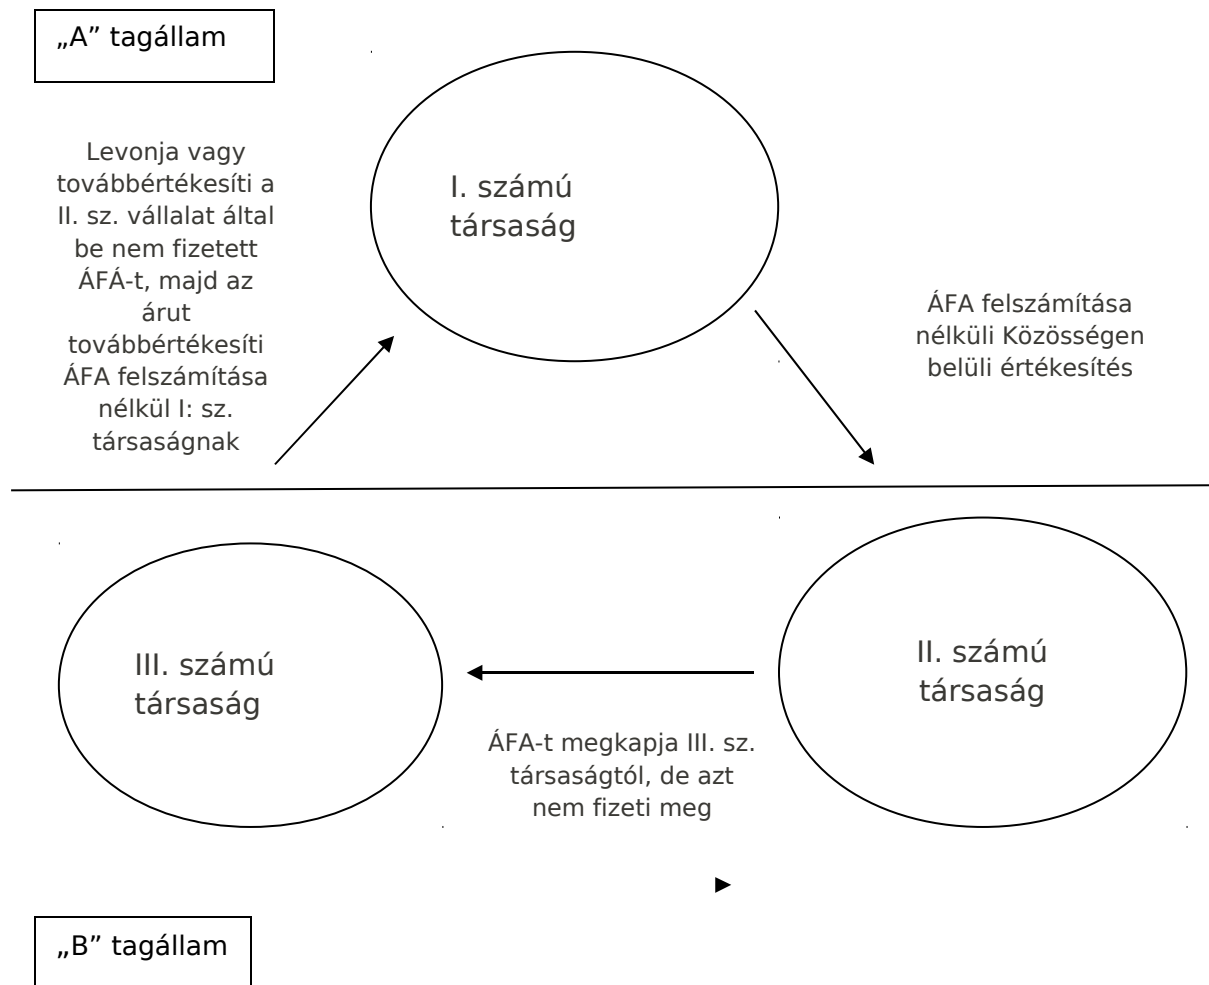 „A” tagállam
Levonja vagy
továbbértékesíti a
II. sz. vállalat által
be nem fizetett
ÁFÁ-t, majd az
árut
továbbértékesíti
ÁFA felszámítása
nélkül I: sz.
társaságnak
I. számú
társaság
ÁFA felszámítása
nélküli Közösségen
belüli értékesítés
III. számú
társaság
ÁFA-t megkapja III. sz.
társaságtól, de azt
nem fizeti meg
II. számú
társaság
„B” tagállam